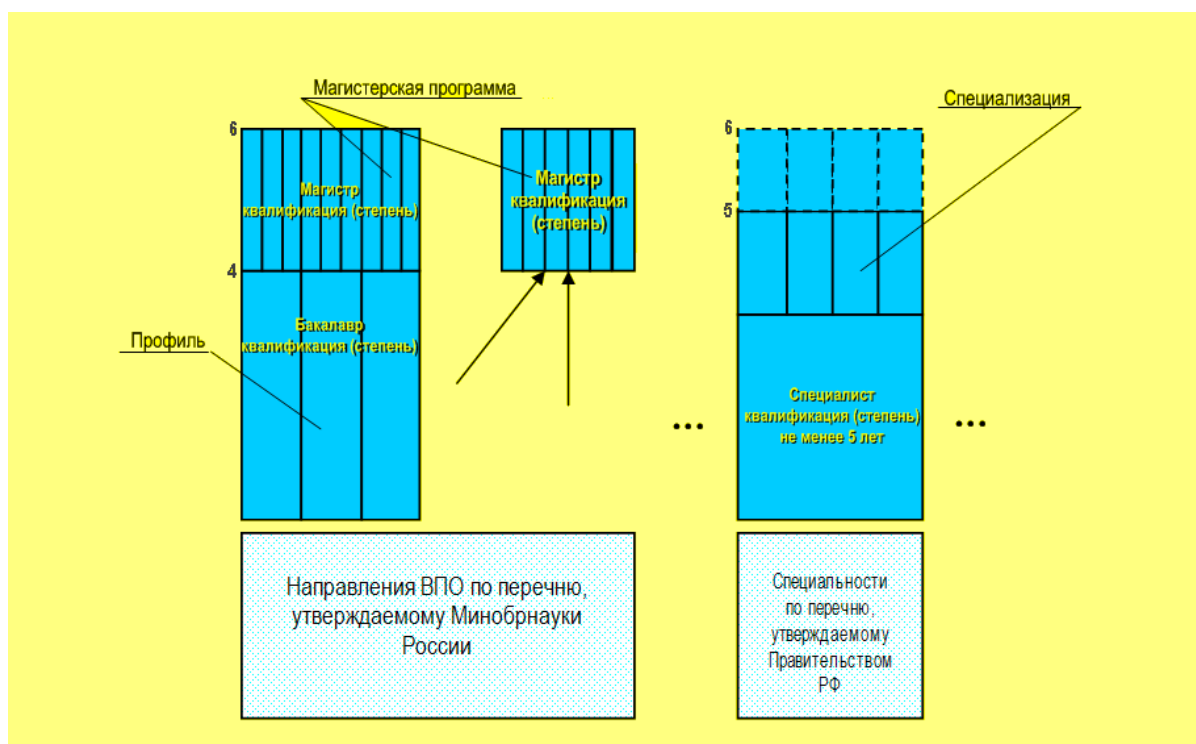 Магистерская программа
Специализация
6
6
Магистр
квалификация (степень)
Магистр
квалификация
(степень)
5
4
Бакалавр
квалификация (степень)
Профиль
Специалист
квалификация (степень)
не менее 5 лет
...
...
Направления ВПО по перечню,
утверждаемому Минобрнауки
России
Специальности
по перечню,
утверждаемому
Правительством
РФ